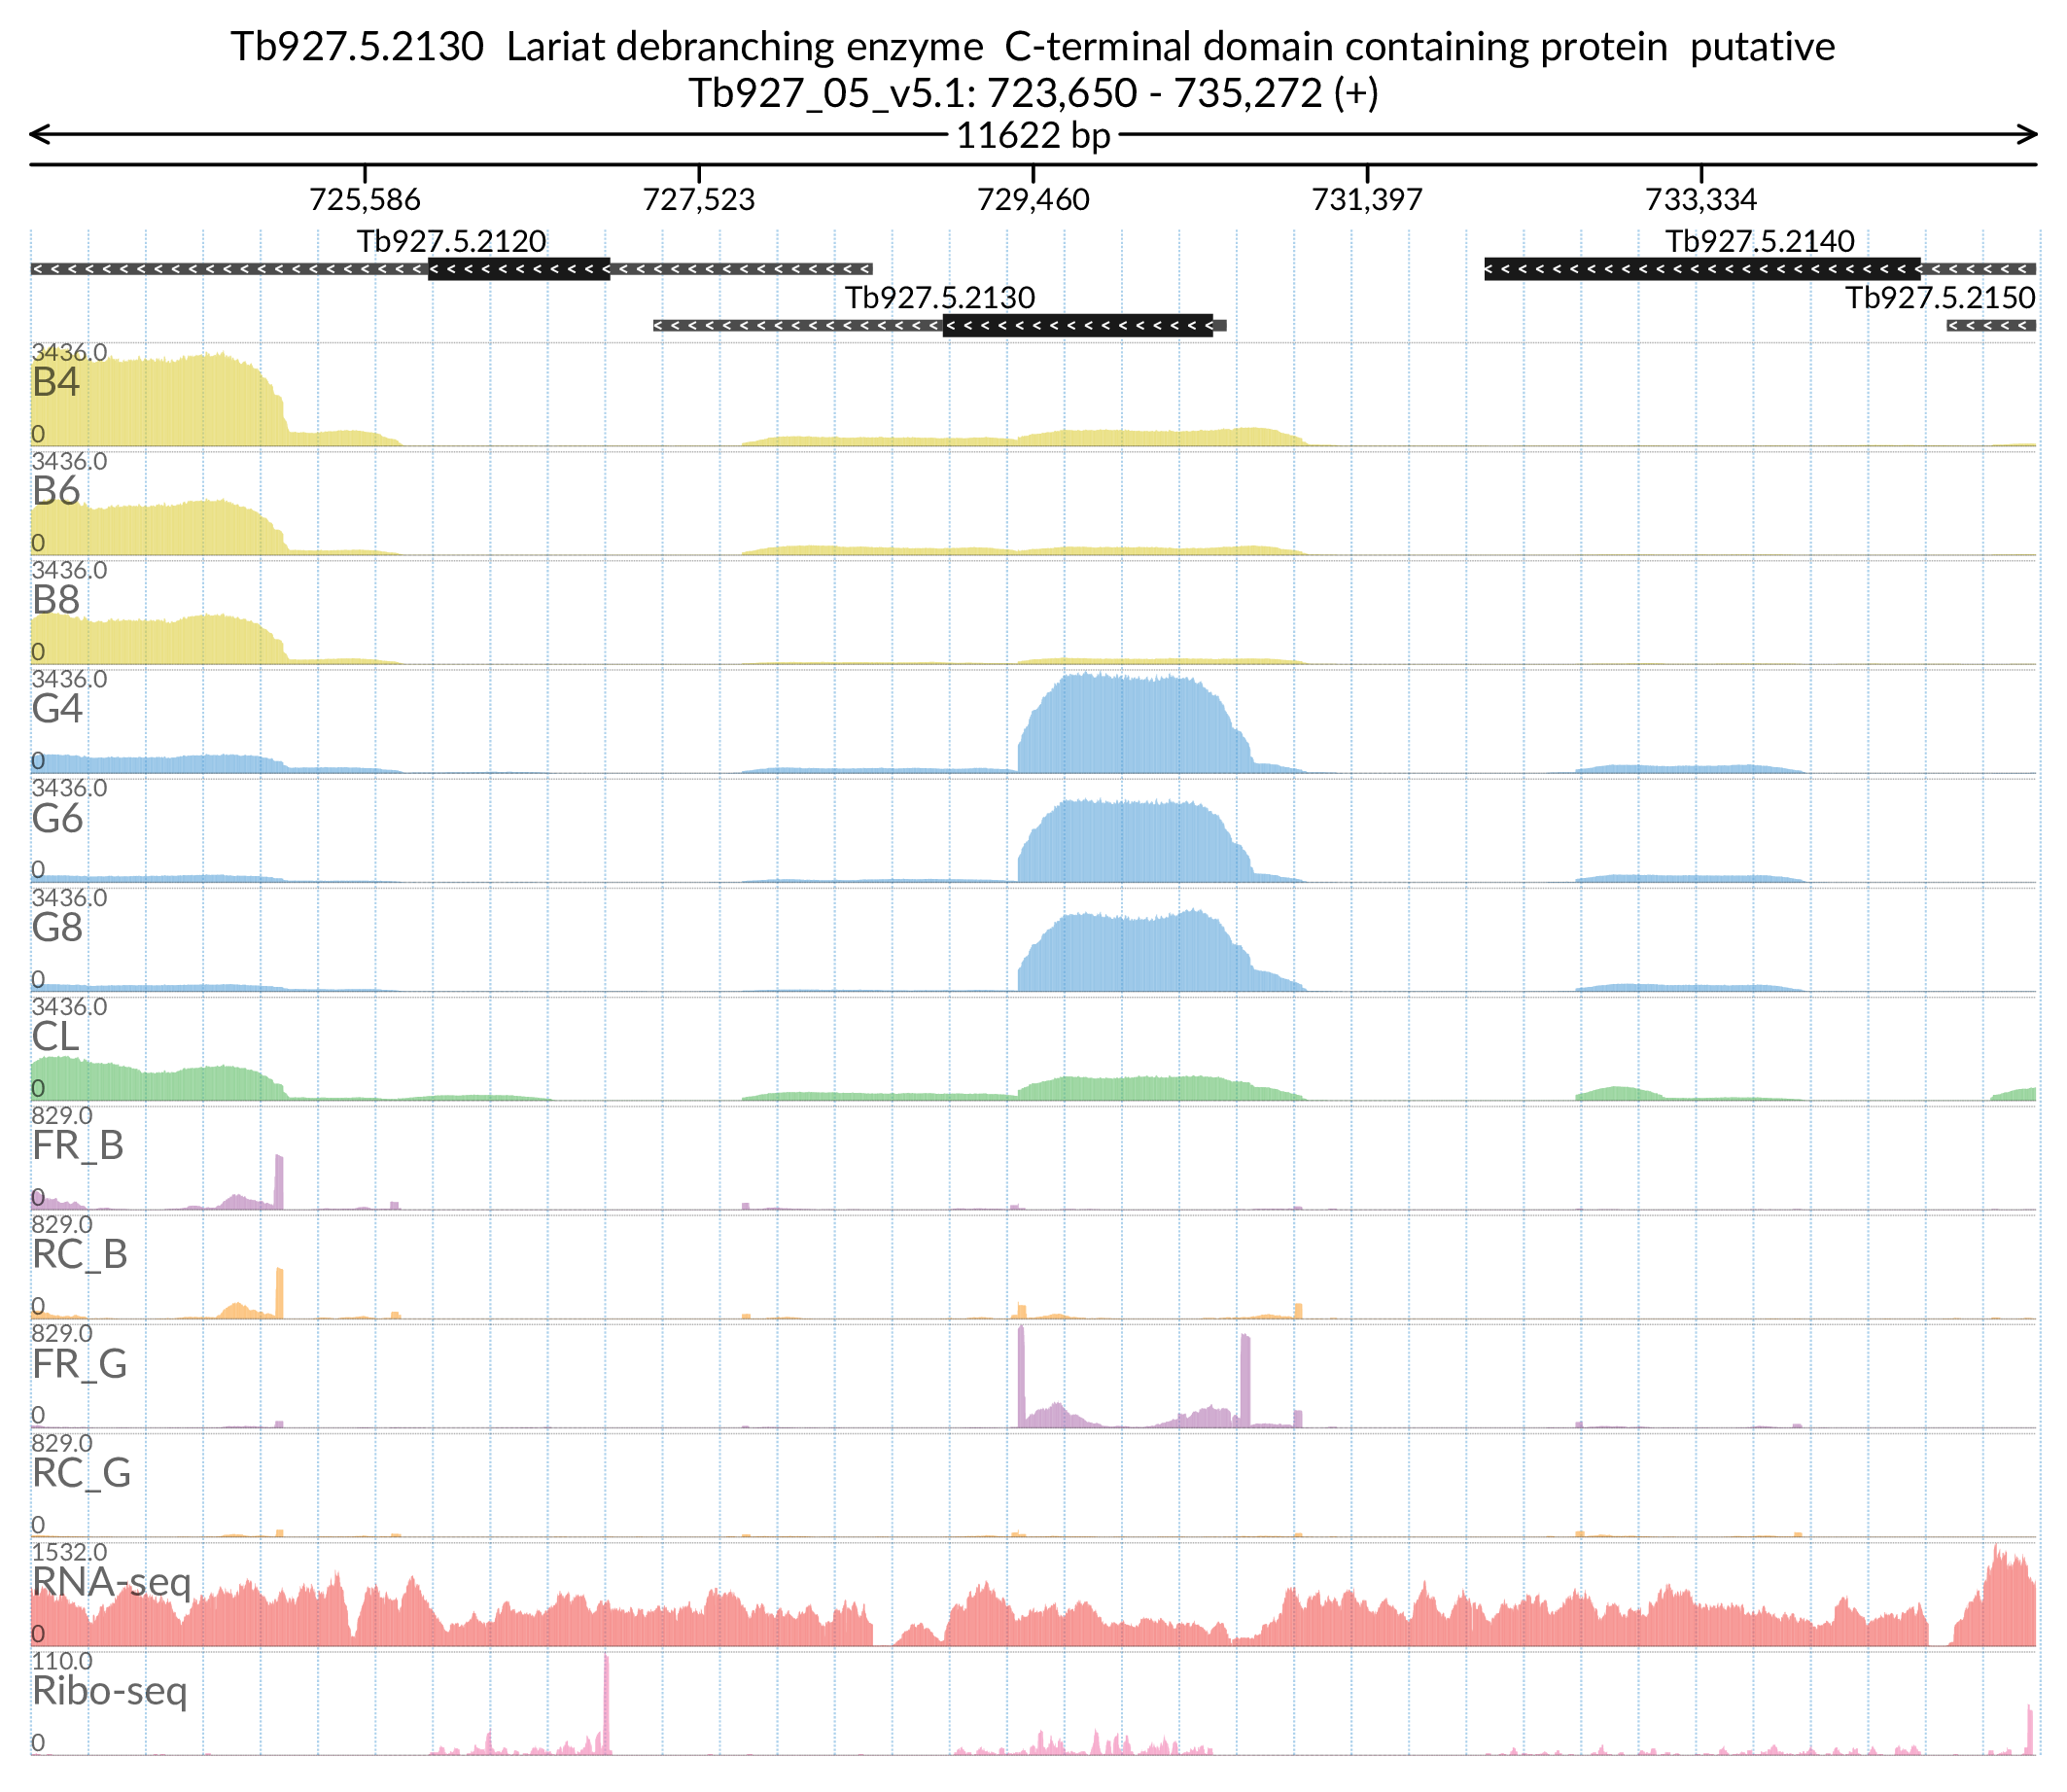 Tb927.5.2130  Lariat debranching enzyme  C-terminal domain containing protein  putative
Tb927_05_v5.1: 723,650 - 735,272 (+)
11622 bp
725,586 727,523 729,460 731,397 733,334
Tb927.5.2120 Tb927.5.2140
Tb927.5.2130 Tb927.5.2150
3436.0
B4
0
3436.0
B6
0
3436.0
B8
0
3436.0
G4
0
3436.0
G6
0
3436.0
G8
0
3436.0
CL
0
829.0
FR_B
0
829.0
RC_B
0
829.0
FR_G
0
829.0
RC_G
0
1532.0
RNA-seq
0
110.0
Ribo-seq
0